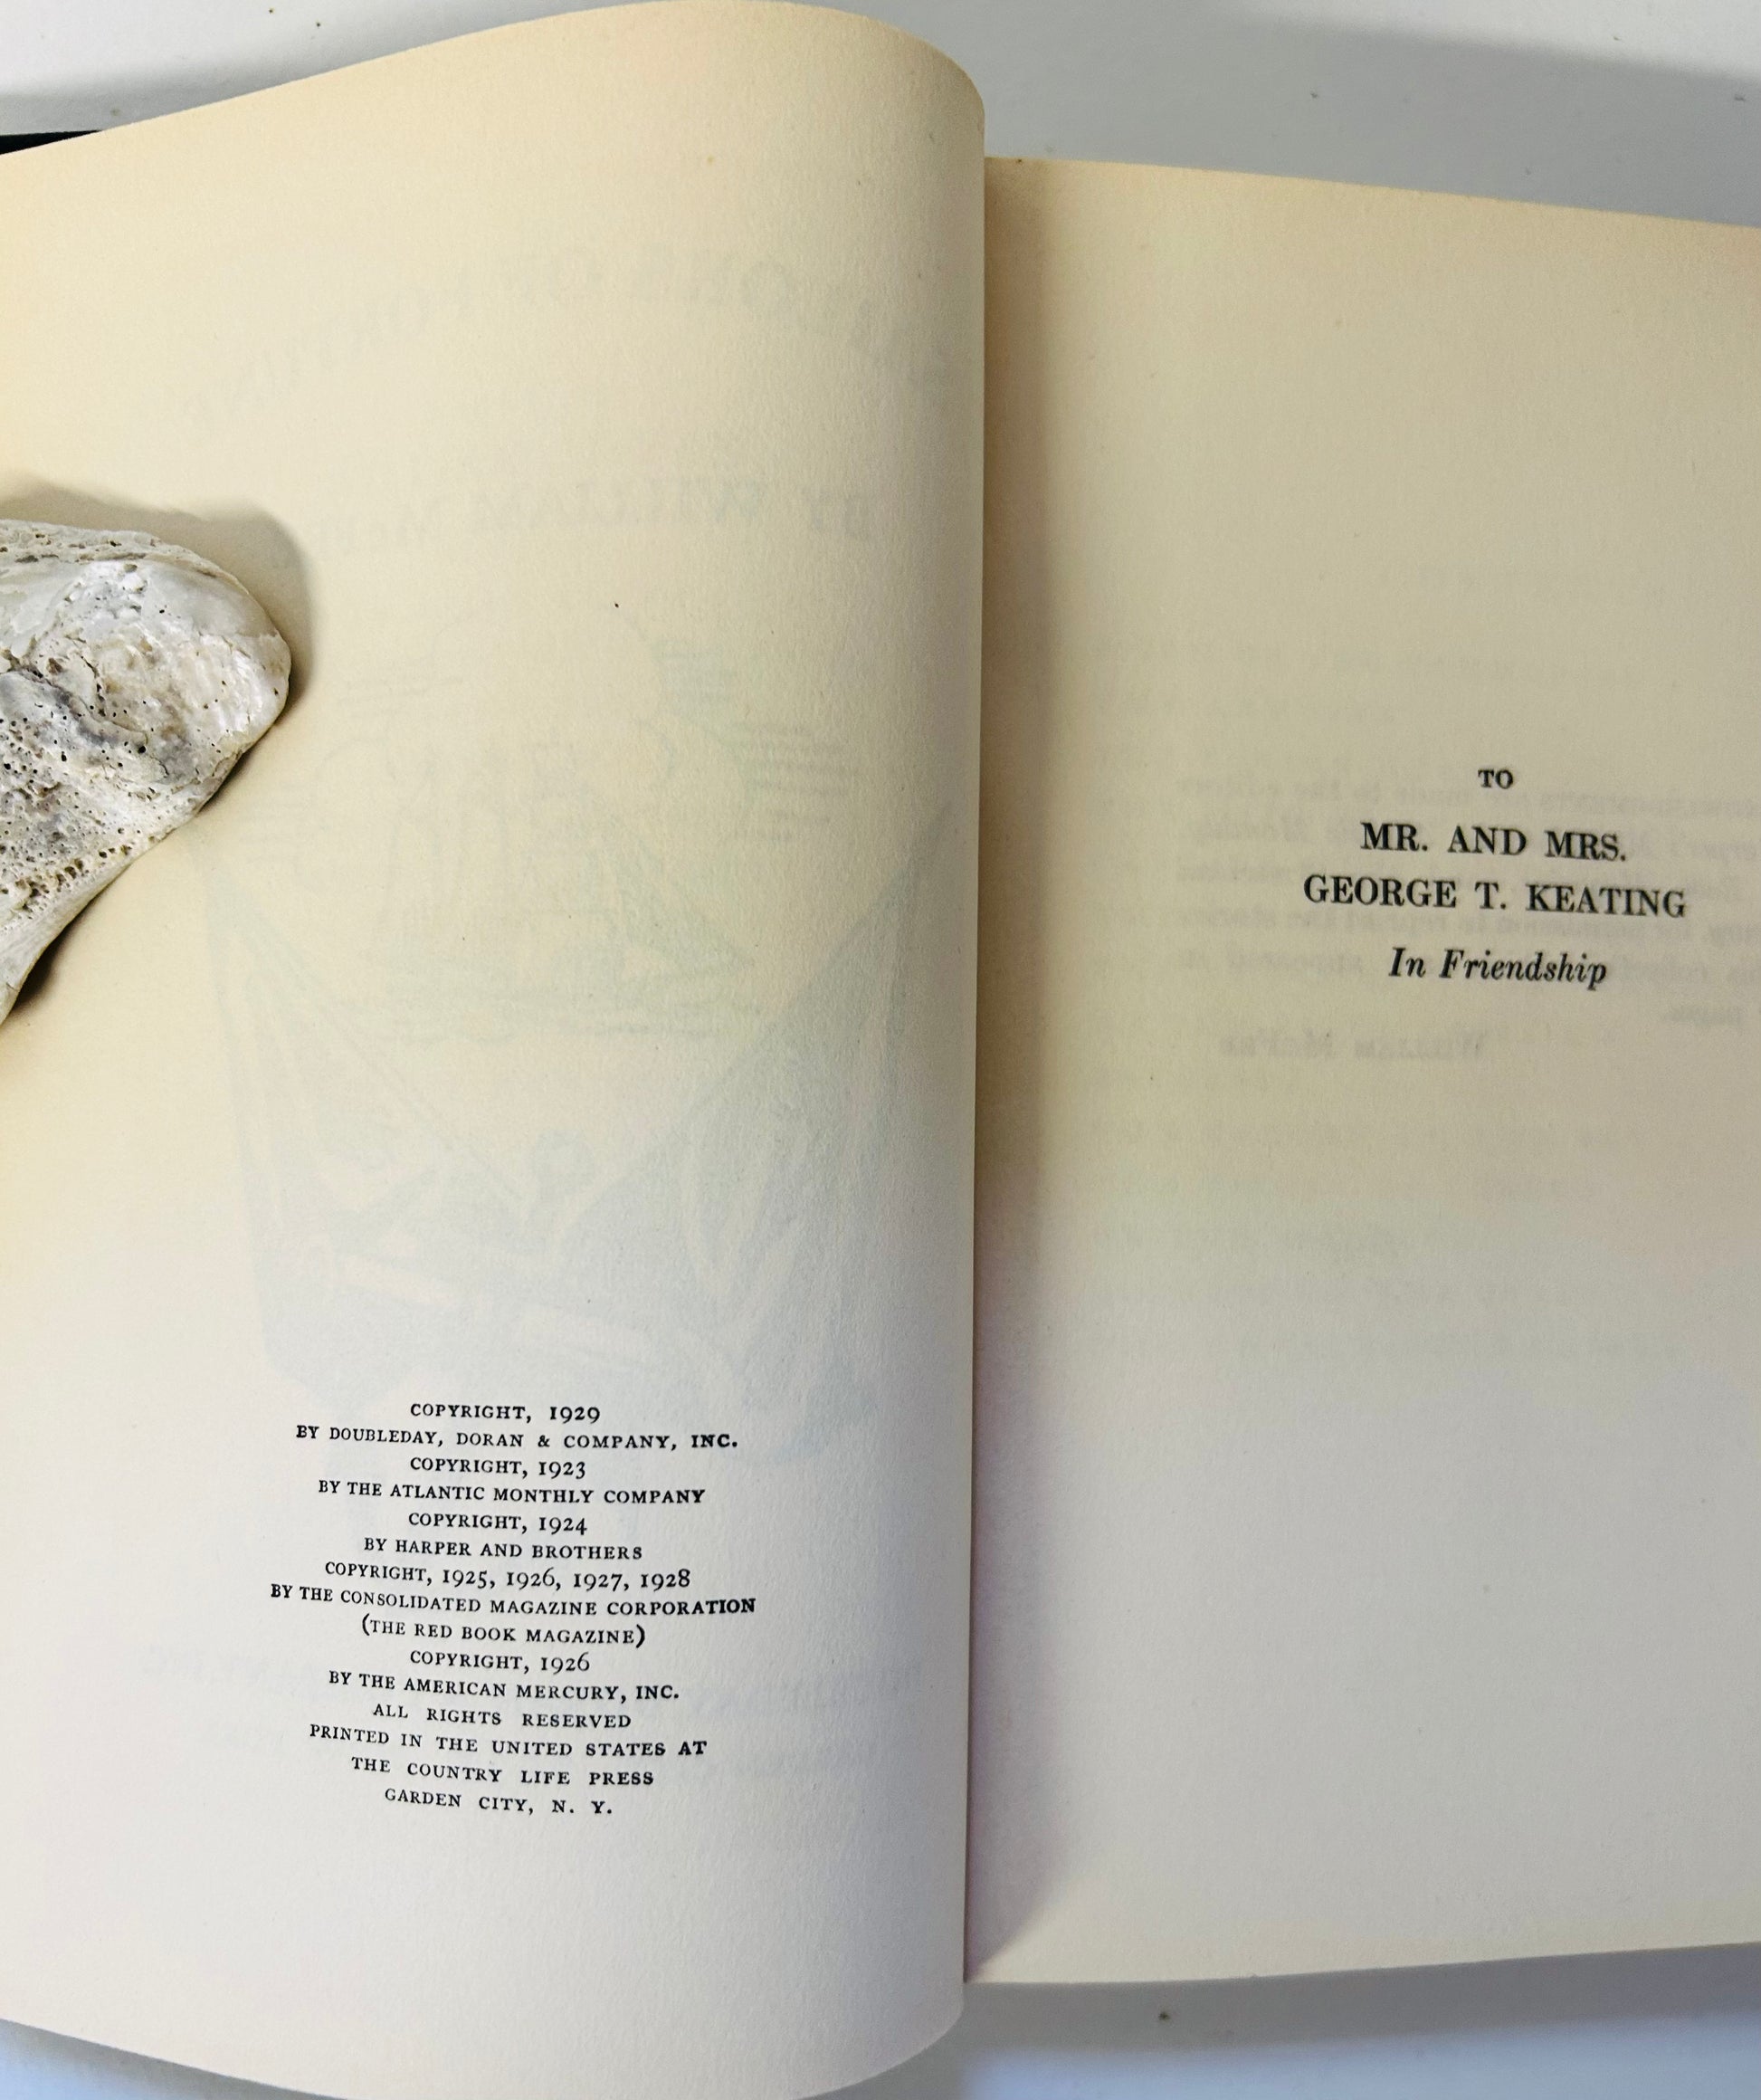 COPYRIGHT, 1929
BY DOUBLEDAY, DORAN & COMPANY, INC.
COPYRIGHT, 1923
BY THE ATLANTIC MONTHLY COMPANY
COPYRIGHT, 1924
BY HARPER AND BROTHERS
COPYRIGHT, 1925, 1926, 1927, 1928
BY THE CONSOLIDATED MAGAZINE CORPORATION
(THE RED BOOK MAGAZINE)
COPYRIGHT, 1926
BY THE AMERICAN MERCURY, INC.
ALL RIGHTS RESERVED
PRINTED IN THE UNITED STATES AT
THE COUNTRY LIFE PRESS
GARDEN CITY, N. Y.
TO
MR. AND MRS.
GEORGE T. KEATING
In Friendship